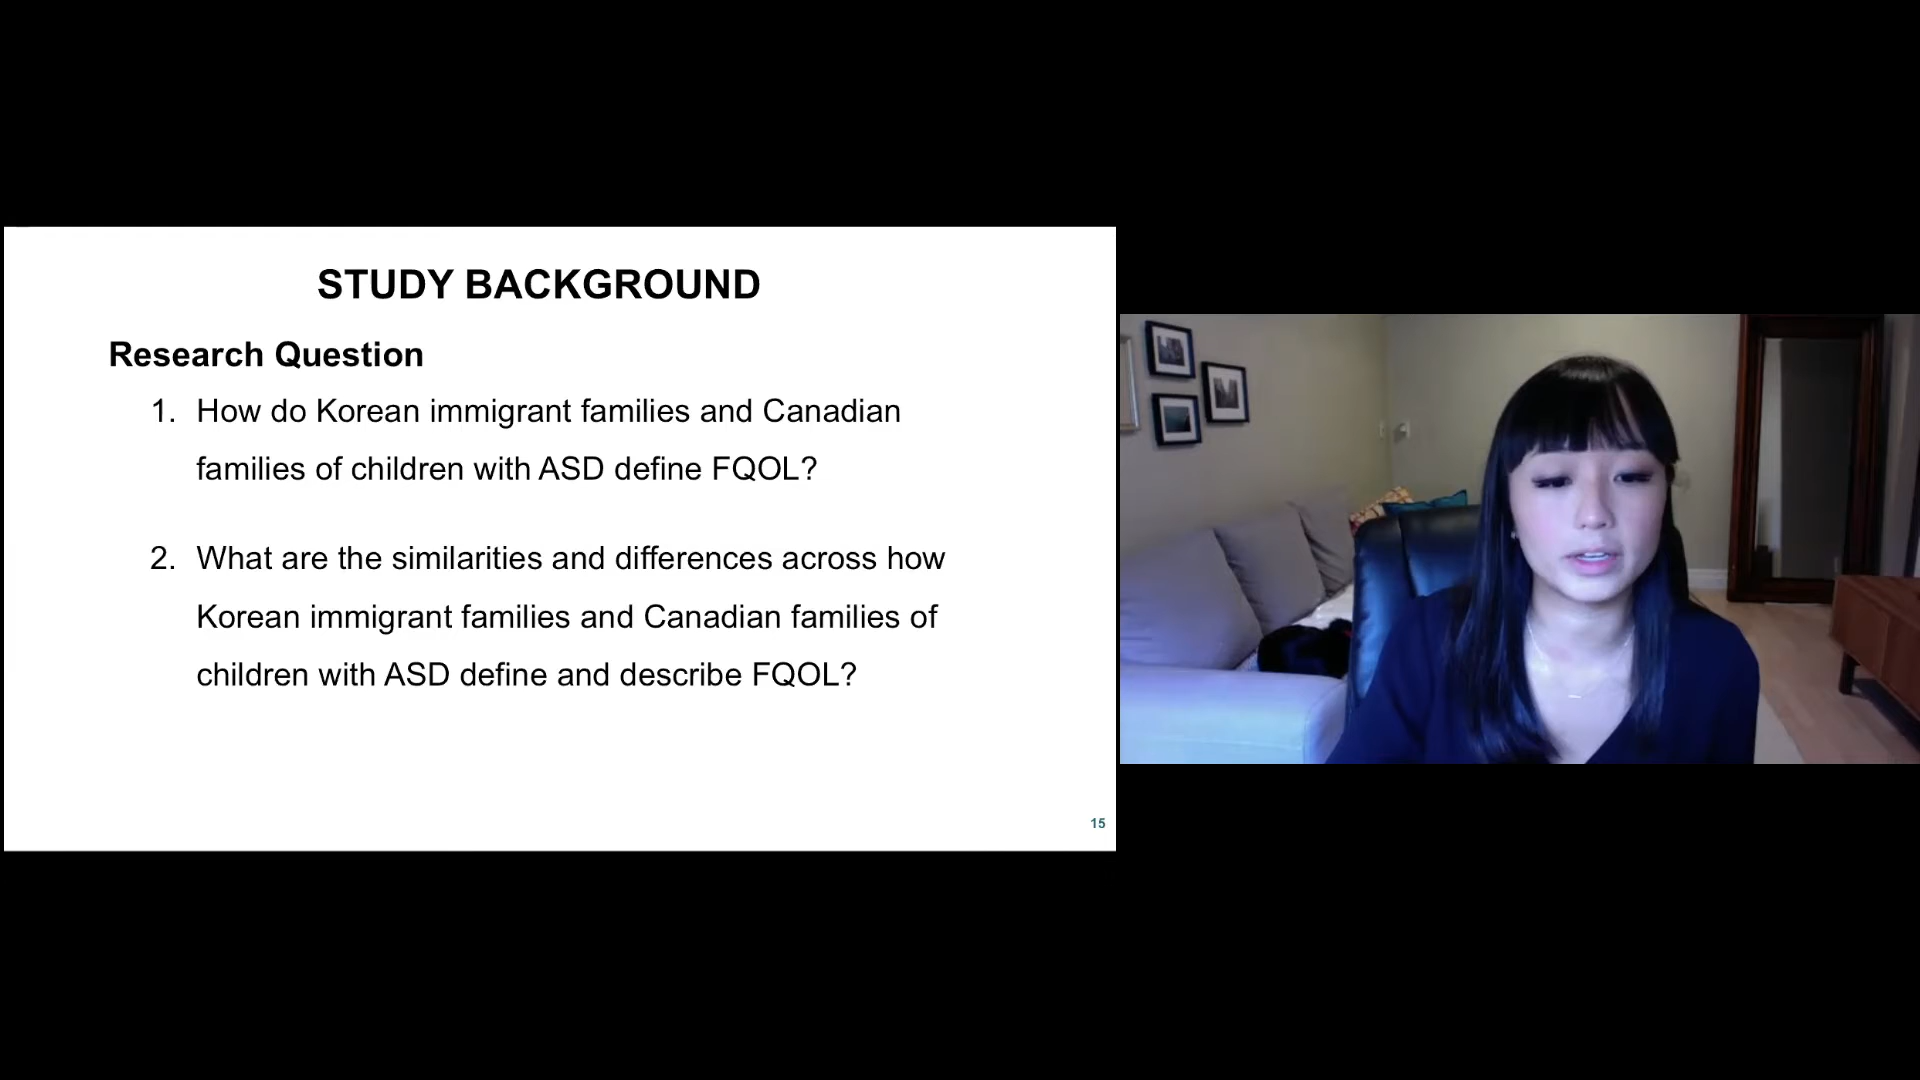 STUDY BACKGROUND
Research Question
1. How do Korean immigrant families and Canadian
families of children with ASD define FQOL?
2. What are the similarities and differences across how
Korean immigrant families and Canadian families of
children with ASD define and describe FQOL?
15